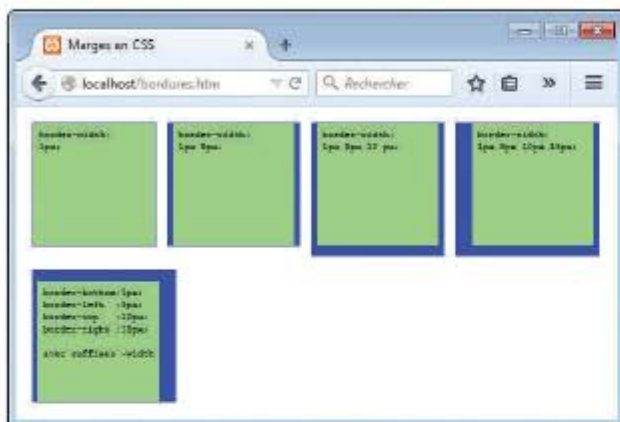 Marges en CSS
localhost/bordures.htm
Rechercher
border-width:
1px;
border-width:
1px 5px;
border-width:
1px 5px 10 px;
border-width:
1px 5px 10px
border-bottom:1px;
border-left :5px;
border-top :10px;
border-right :15px;
avec suffixes -width